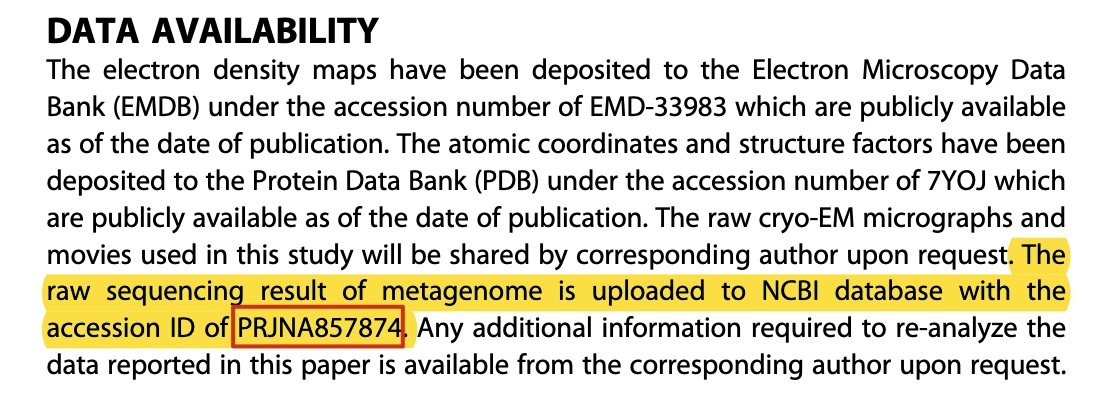 DATA AVAILABILITY
The electron density maps have been deposited to the Electron Microscopy Data
Bank (EMDB) under the accession number of EMD-33983 which are publicly available
as of the date of publication. The atomic coordinates and structure factors have been
deposited to the Protein Data Bank (PDB) under the accession number of 7YOJ which
are publicly available as of the date of publication. The raw cryo-EM micrographs and
movies used in this study will be shared by corresponding author upon request. The
raw sequencing result of metagenome is uploaded to NCBI database with the
accession ID of PRJNA857874. Any additional information required to re-analyze the
data reported in this paper is available from the corresponding author upon request.